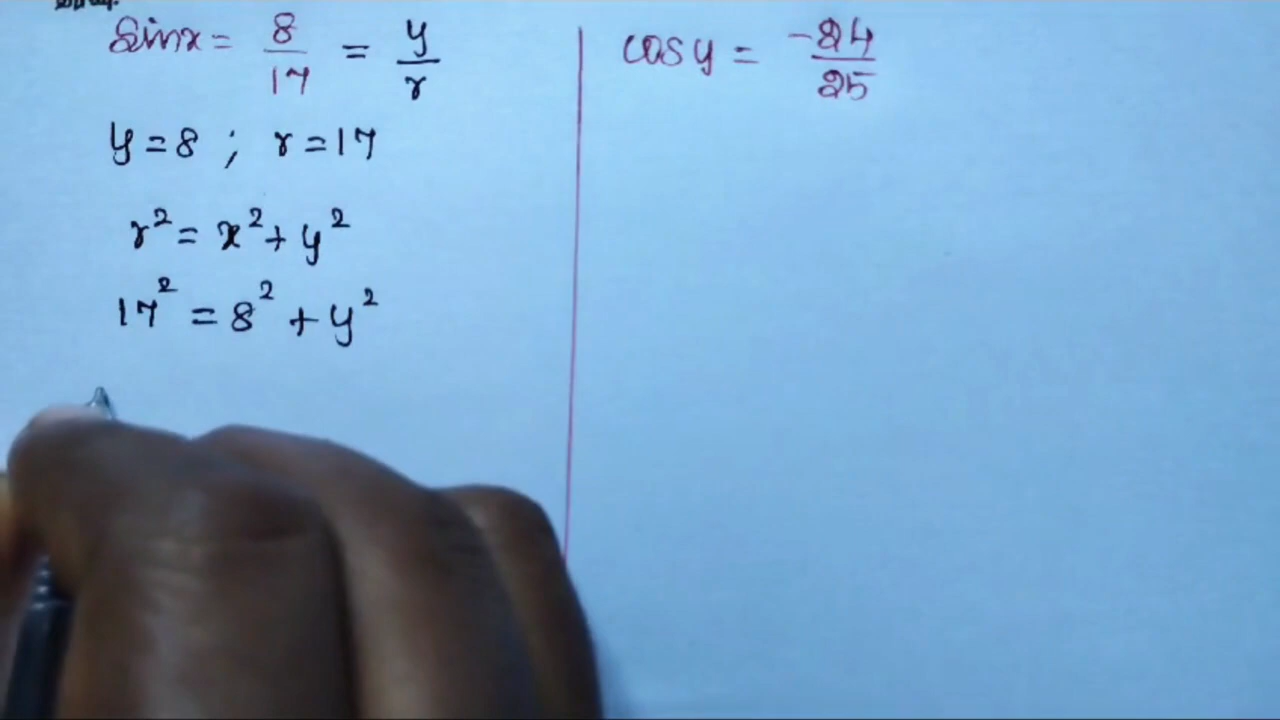 Sinx = 8/17 = y/r
y = 8 ; r = 17
r² = x² + y²
17² = 8² + y²
cos y = -24/25